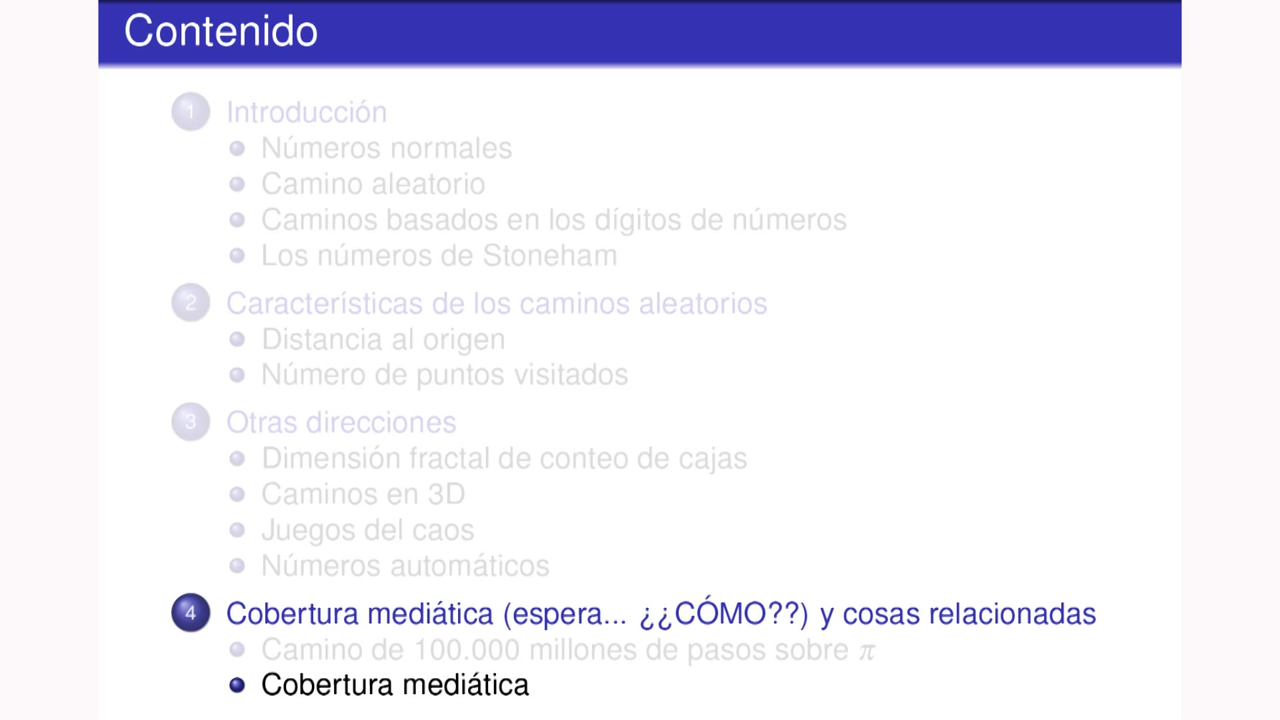 Contenido
1 Introducción
Números normales
Camino aleatorio
Caminos basados en los dígitos de números
Los números de Stoneham
2 Características de los caminos aleatorios
Distancia al origen
Número de puntos visitados
3 Otras direcciones
Dimensión fractal de conteo de cajas
Caminos en 3D
Juegos del caos
Números automáticos
4 Cobertura mediática (espera... ¿¿CÓMO??) y cosas relacionadas
Camino de 100.000 millones de pasos sobre π
Cobertura mediática